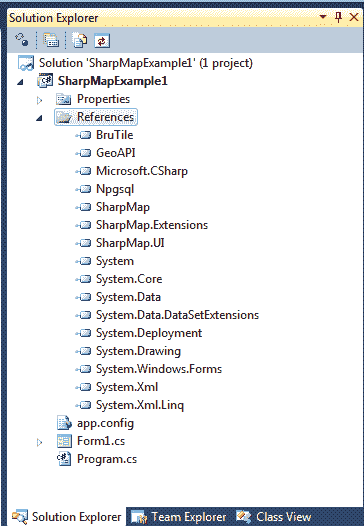 Solution Explorer
Solution 'SharpMapExample1' (1 project)
SharpMapExample1
Properties
References
BruTile
GeoAPI
Microsoft.CSharp
Npgsql
SharpMap
SharpMap.Extensions
SharpMap.UI
System
System.Core
System.Data
System.Data.DataSetExtensions
System.Deployment
System.Drawing
System.Windows.Forms
System.Xml
System.Xml.Linq
app.config
Form1.cs
Program.cs
Solution Explorer Team Explorer Class View